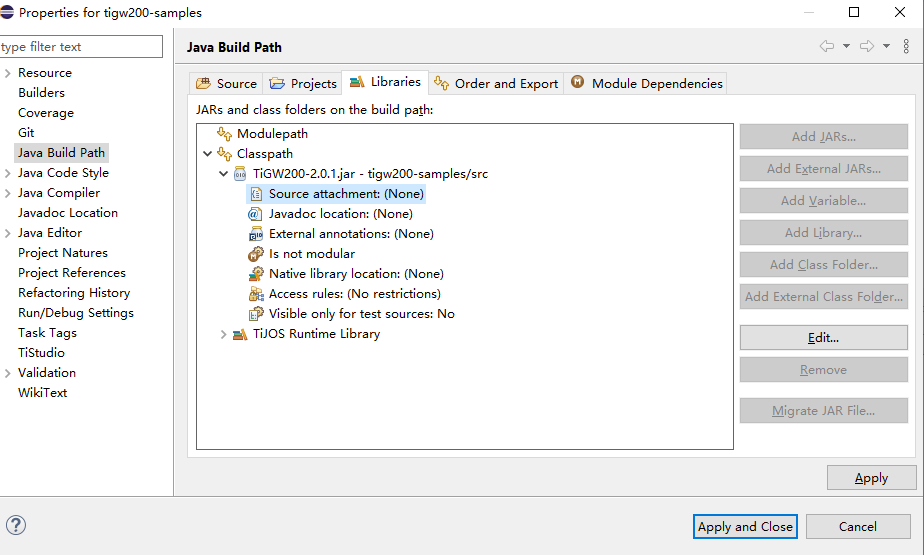 Properties for tigw200-samples
type filter text
Resource
Builders
Coverage
Git
Java Build Path
Java Code Style
Java Compiler
Javadoc Location
Java Editor
Project Natures
Project References
Refactoring History
Run/Debug Settings
Task Tags
TiStudio
Validation
WikiText
Java Build Path
Source
Projects
Libraries
Order and Export
Module Dependencies
JARs and class folders on the build path:
Modulepath
Classpath
TiGW200-2.0.1.jar - tigw200-samples/src
Source attachment: (None)
Javadoc location: (None)
External annotations: (None)
Is not modular
Native library location: (None)
Access rules: (No restrictions)
Visible only for test sources: No
TiJOS Runtime Library
Add JARs...
Add External JARs...
Add Variable...
Add Library...
Add Class Folder...
Add External Class Folder...
Edit...
Remove
Migrate JAR File...
Apply
Apply and Close
Cancel